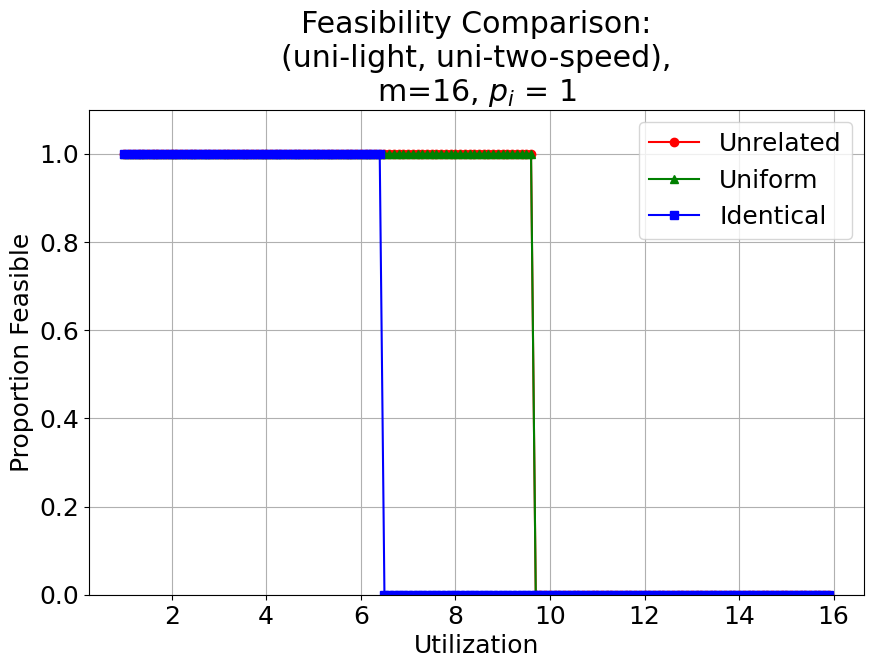 Feasibility Comparison:
(uni-light, uni-two-speed),
m=16, $p_i$ = 1
Proportion Feasible
1.0
0.8
0.6
0.4
0.2
0.0
Unrelated
Uniform
Identical
2 4 6 8 10 12 14 16
Utilization